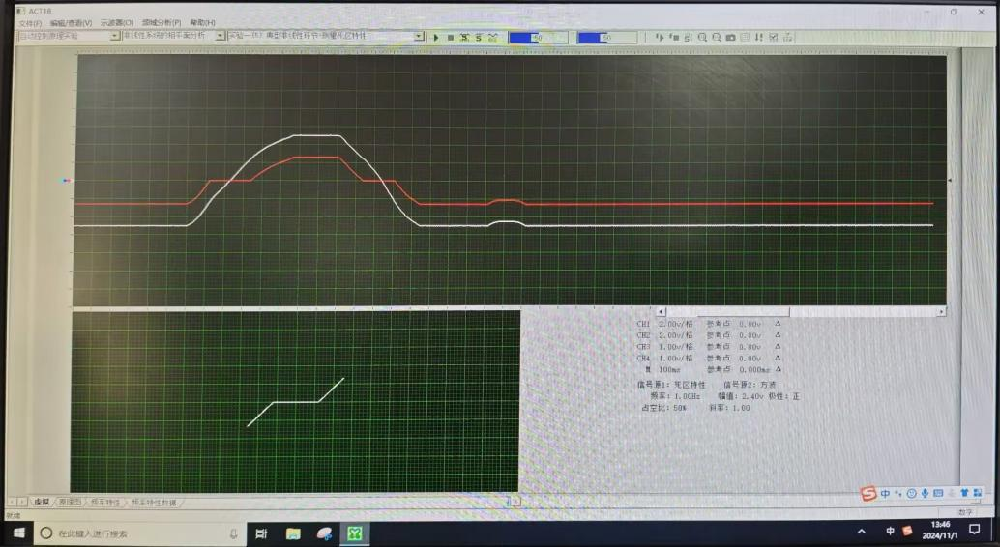 ACT18
文件(F) 编辑/查看(V) 示波器(O) 频域分析(P) 帮助(H)
自动控制原理实验 非线性系统的相平面分析 实验一(5) 典型非线性环节-测量死区特性 50 50
CH1 2.00v/格 参考点 0.00v Δ
CH2 2.00v/格 参考点 0.00v Δ
CH3 1.00v/格 参考点 0.00v Δ
CH4 1.00v/格 参考点 0.00v Δ
M 100ms 参考点 0.000ms Δ
信号源1: 死区特性 信号源2: 方波
频率: 1.00Hz 幅值: 2.40v 极性: 正
占空比: 50% 斜率: 1.00
虚拟 原理图 频率特性 频率特性数据
中
就绪 数字
在此键入进行搜索
中
13:46
2024/11/1